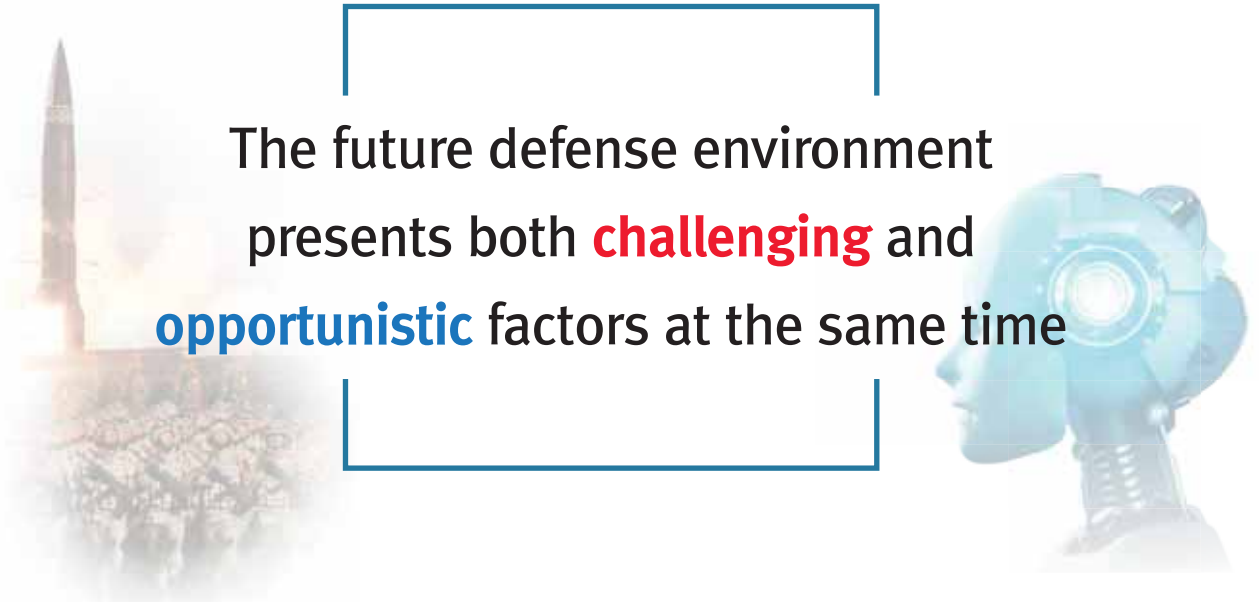 The future defense environment
presents both challenging and
opportunistic factors at the same time